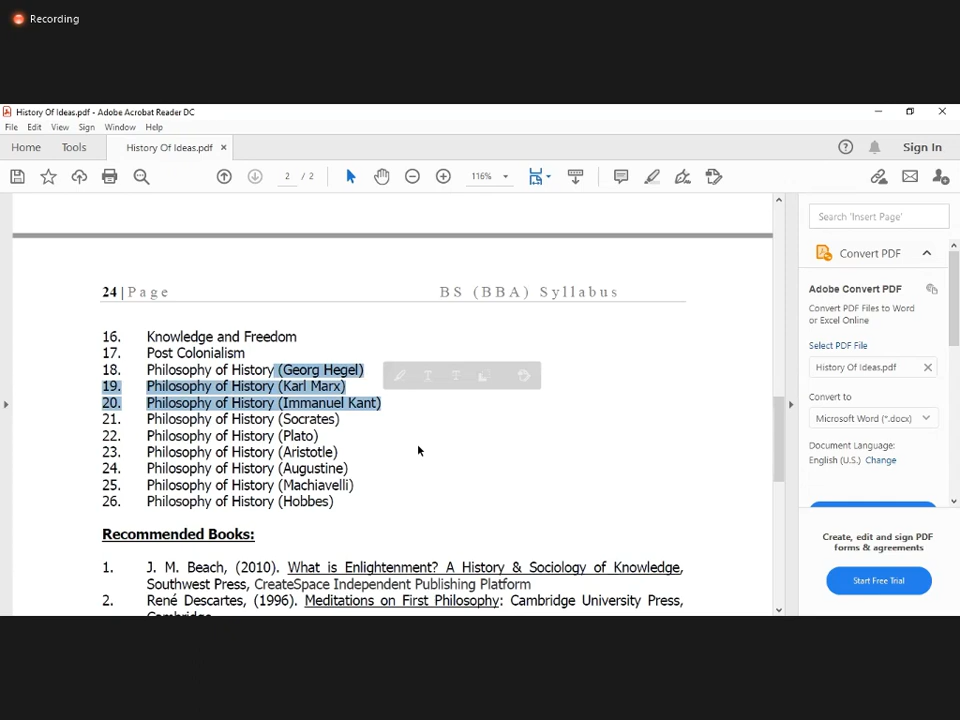 Recording
History Of Ideas.pdf - Adobe Acrobat Reader DC
File Edit View Sign Window Help
Home Tools History Of Ideas.pdf × Sign In
2 / 2 116%
Search 'Insert Page'
Convert PDF
Adobe Convert PDF
Convert PDF Files to Word
or Excel Online
Select PDF File
History Of Ideas.pdf
Convert to
Microsoft Word (*.docx)
Document Language:
English (U.S.) Change
Create, edit and sign PDF
forms & agreements
Start Free Trial
24|Page BS (BBA) Syllabus
16. Knowledge and Freedom
17. Post Colonialism
18. Philosophy of History (Georg Hegel)
19. Philosophy of History (Karl Marx)
20. Philosophy of History (Immanuel Kant)
21. Philosophy of History (Socrates)
22. Philosophy of History (Plato)
23. Philosophy of History (Aristotle)
24. Philosophy of History (Augustine)
25. Philosophy of History (Machiavelli)
26. Philosophy of History (Hobbes)
Recommended Books:
1. J. M. Beach, (2010). What is Enlightenment? A History & Sociology of Knowledge,
Southwest Press, CreateSpace Independent Publishing Platform
2. René Descartes, (1996). Meditations on First Philosophy: Cambridge University Press,